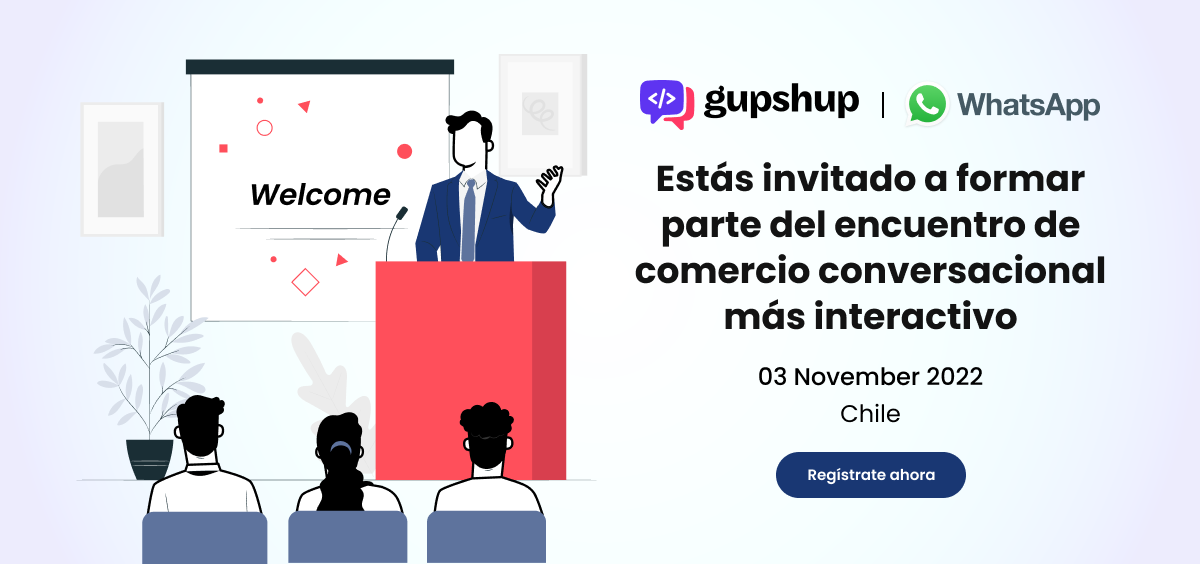 Welcome
</> gupshup | WhatsApp
Estás invitado a formar
parte del encuentro de
comercio conversacional
más interactivo
03 November 2022
Chile
Regístrate ahora